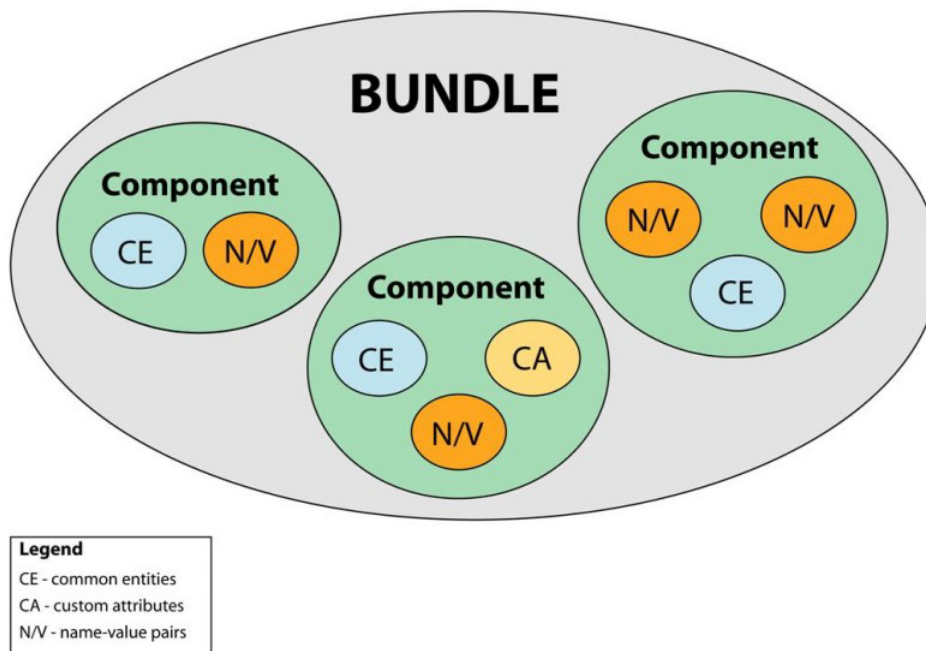 BUNDLE
Component
CE
N/V
Component
CE
CA
N/V
Component
N/V
N/V
CE
Legend
CE - common entities
CA - custom attributes
N/V - name-value pairs